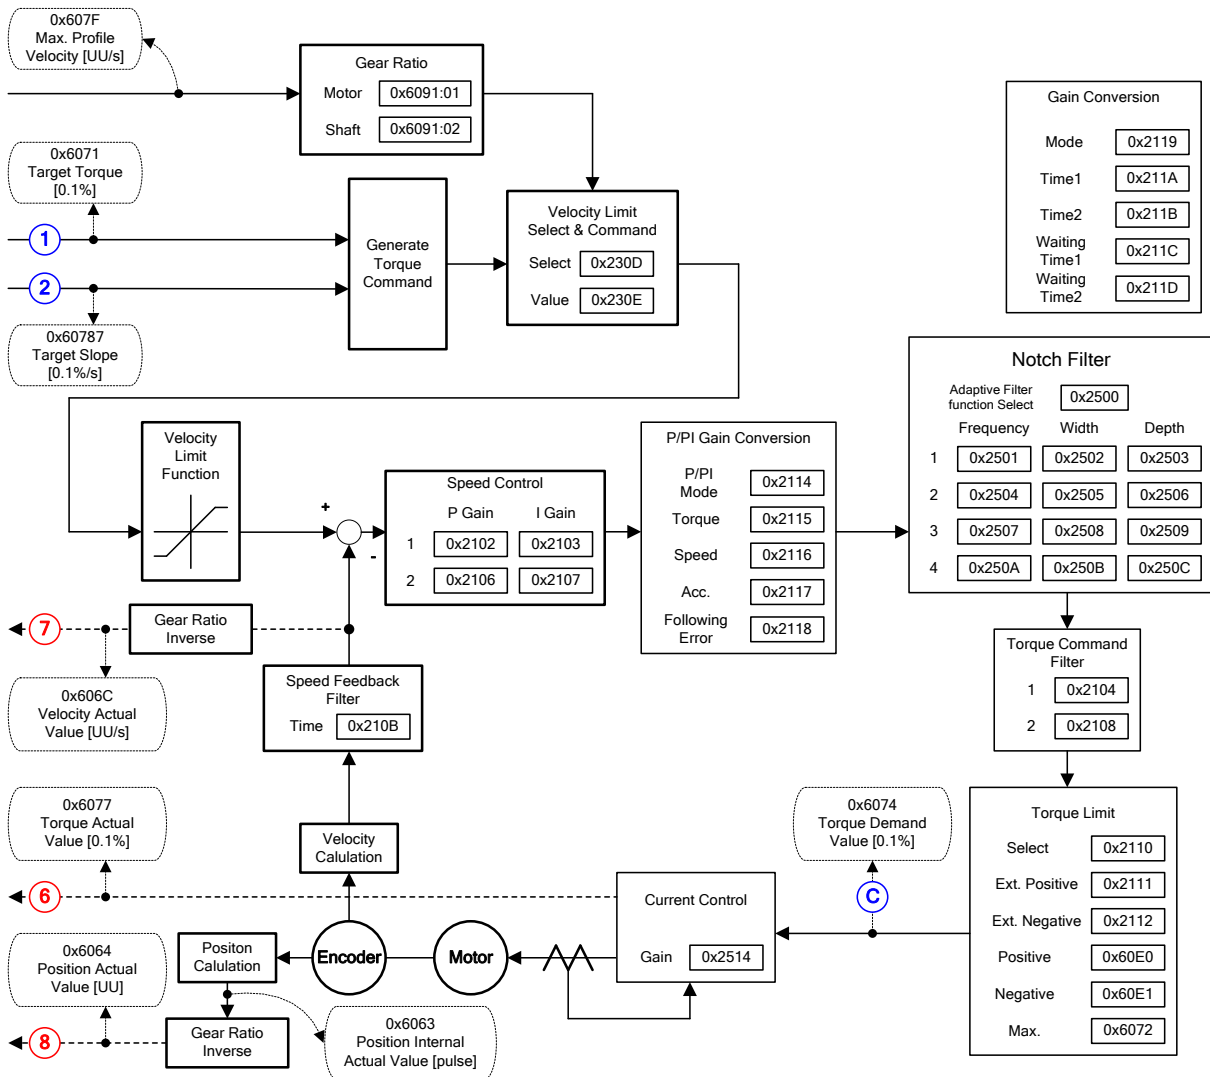 0x607F
Max. Profile
Velocity [UU/s]
Gear Ratio
Motor 0x6091:01
Shaft 0x6091:02
Gain Conversion
Mode 0x2119
Time1 0x211A
Time2 0x211B
Waiting
Time1 0x211C
Waiting
Time2 0x211D
0x6071
Target Torque
[0.1%]
1
2
0x60787
Target Slope
[0.1%/s]
Generate
Torque
Command
Velocity Limit
Select & Command
Select 0x230D
Value 0x230E
Notch Filter
Adaptive Filter
function Select 0x2500
Frequency Width Depth
1 0x2501 0x2502 0x2503
2 0x2504 0x2505 0x2506
3 0x2507 0x2508 0x2509
4 0x250A 0x250B 0x250C
Velocity
Limit
Function
+
-
Speed Control
P Gain I Gain
1 0x2102 0x2103
2 0x2106 0x2107
P/PI Gain Conversion
P/PI
Mode 0x2114
Torque 0x2115
Speed 0x2116
Acc. 0x2117
Following
Error 0x2118
7
Gear Ratio
Inverse
0x606C
Velocity Actual
Value [UU/s]
Speed Feedback
Filter
Time 0x210B
Torque Command
Filter
1 0x2104
2 0x2108
0x6077
Torque Actual
Value [0.1%]
Velocity
Calulation
0x6074
Torque Demand
Value [0.1%]
Torque Limit
Select 0x2110
Ext. Positive 0x2111
Ext. Negative 0x2112
Positive 0x60E0
Negative 0x60E1
Max. 0x6072
6
C
Current Control
Gain 0x2514
0x6064
Position Actual
Value [UU]
Positon
Calulation
Encoder
Motor
8
Gear Ratio
Inverse
0x6063
Position Internal
Actual Value [pulse]